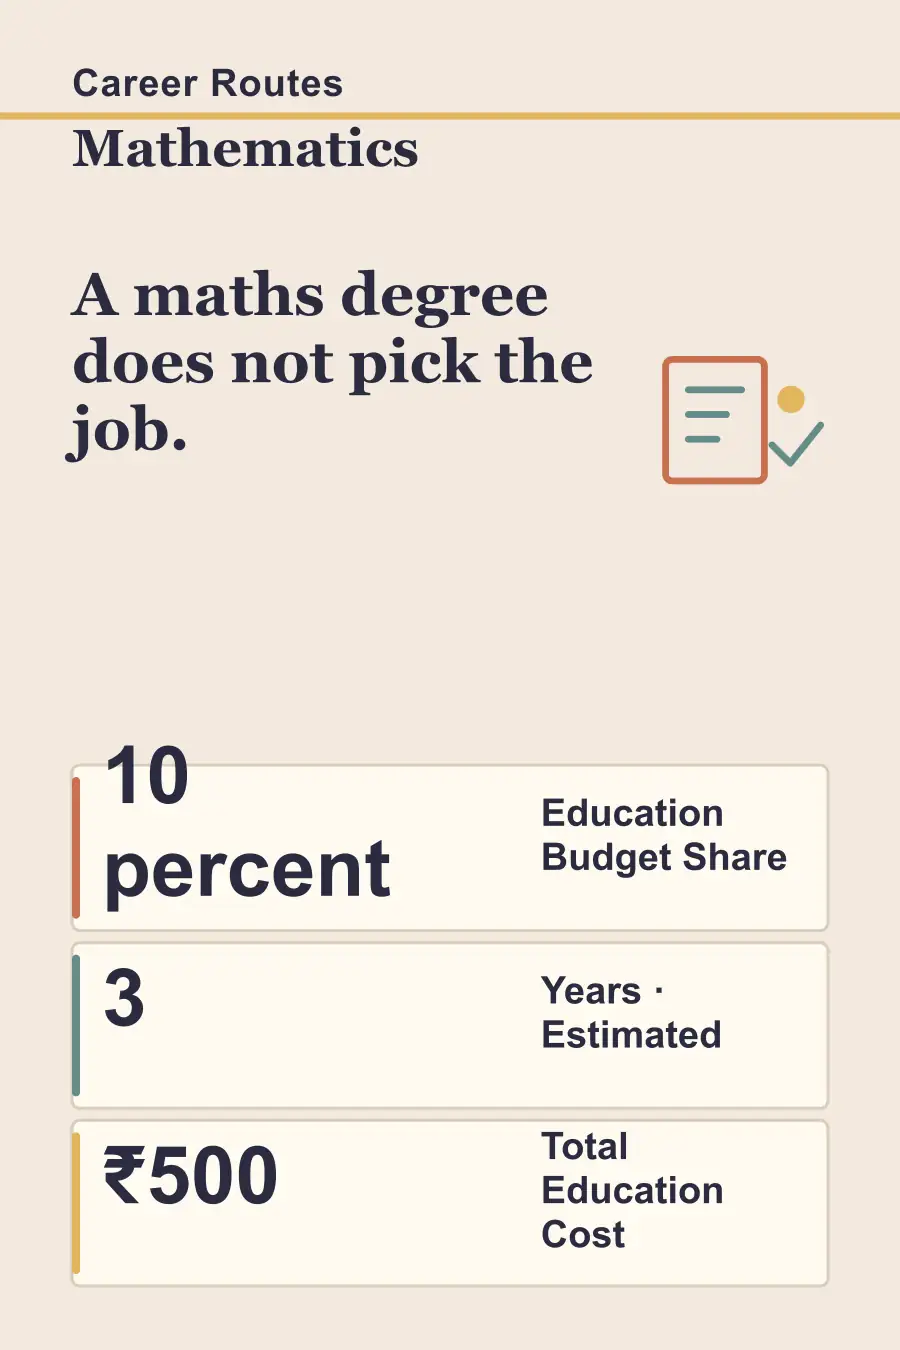 Career Routes
Mathematics
A maths degree
does not pick the
job.
10
percent
Education
Budget Share
3
Years ·
Estimated
₹500
Total
Education
Cost